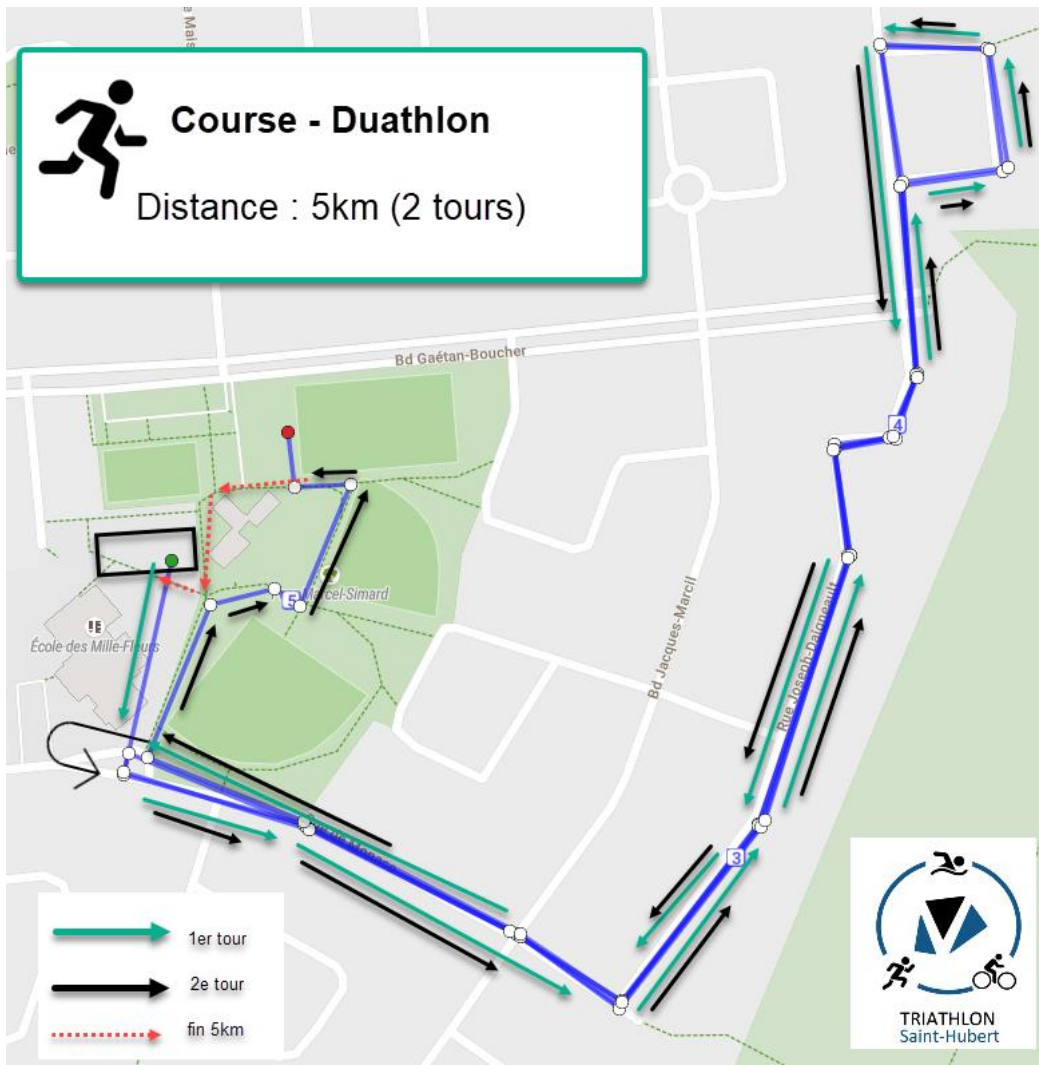 Course - Duathlon
Distance : 5km (2 tours)
Bd Gaétan-Boucher
4
5
Marcel-Simard
École des Mille-Fleurs
Bd Jacques-Marcil
Rue Joseph-Daigneault
3
1er tour
2e tour
fin 5km
TRIATHLON
Saint-Hubert